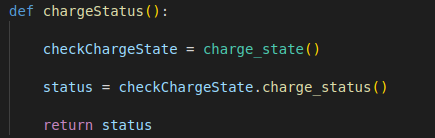 def chargeStatus():
checkChargeState = charge_state()
status = checkChargeState.charge_status()
return status